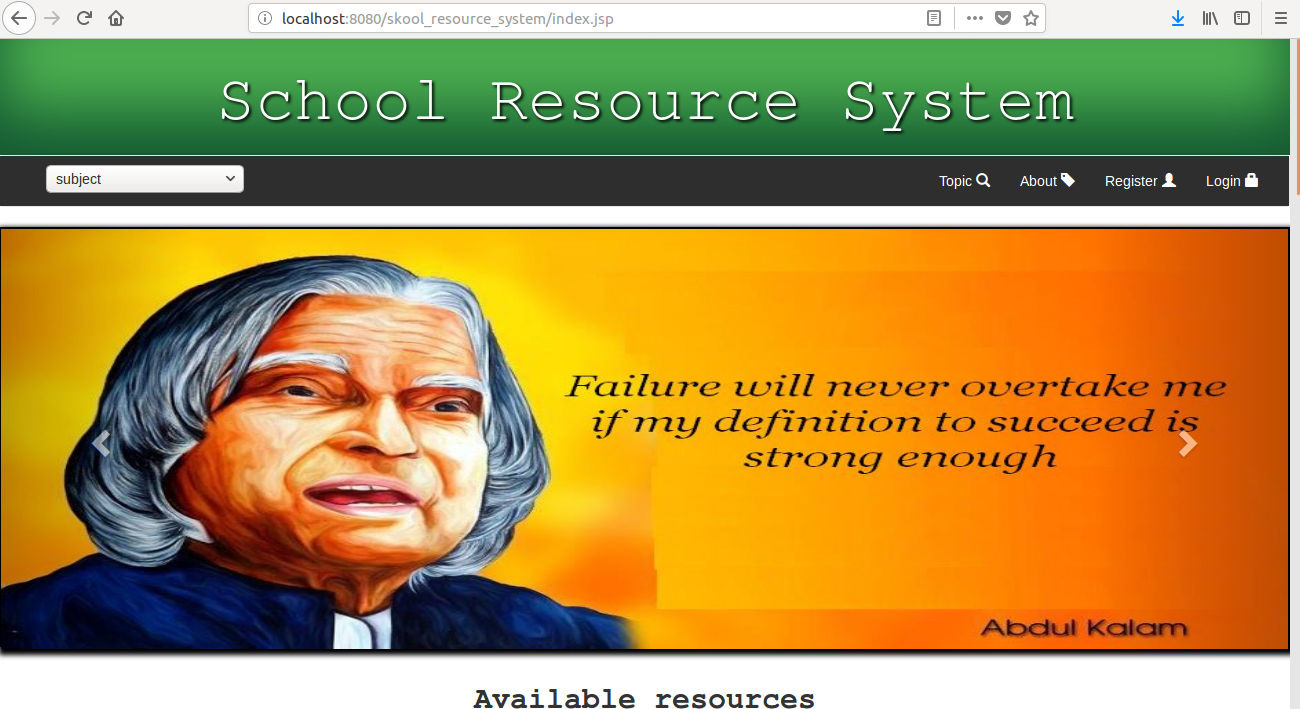 localhost:8080/skool_resource_system/index.jsp
School Resource System
subject
Topic About Register Login
Failure will never overtake me
if my definition to succeed is
strong enough
Abdul Kalam
Available resources